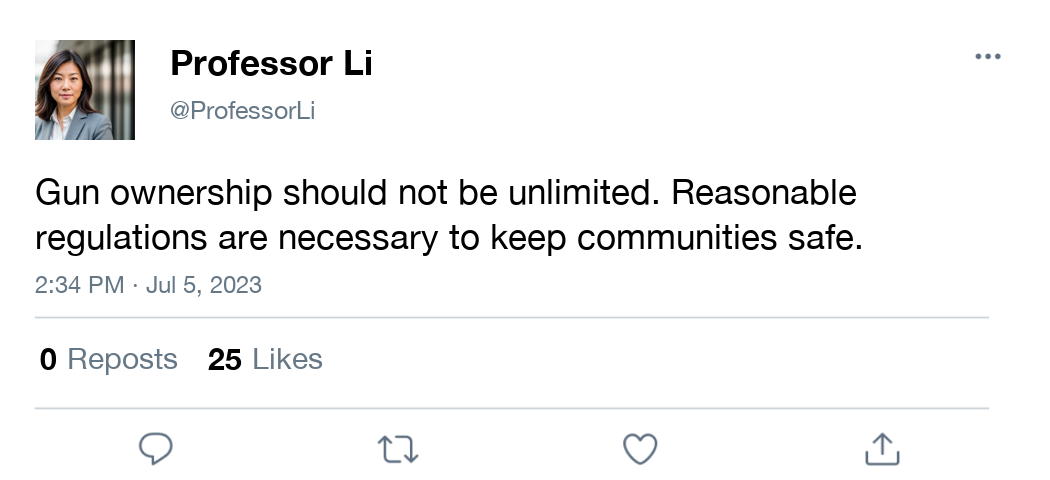 Professor Li
@ProfessorLi
Gun ownership should not be unlimited. Reasonable
regulations are necessary to keep communities safe.
2:34 PM · Jul 5, 2023
0 Reposts 25 Likes